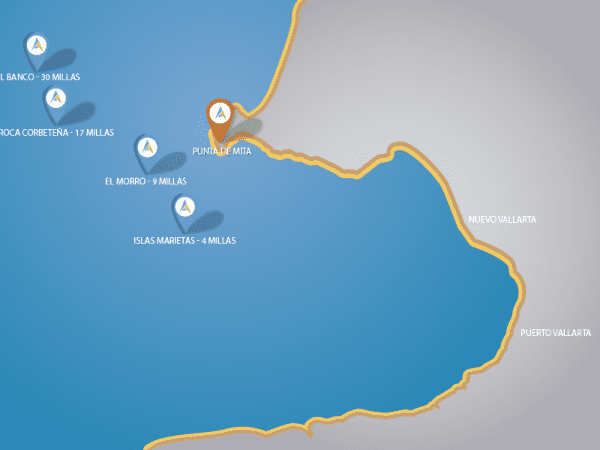 L BANCO - 30 MILLAS
ROCA CORBETEÑA - 17 MILLAS
PUNTA DE MITA
EL MORRO - 9 MILLAS
NUEVO VALLARTA
ISLAS MARIETAS - 4 MILLAS
PUERTO VALLARTA